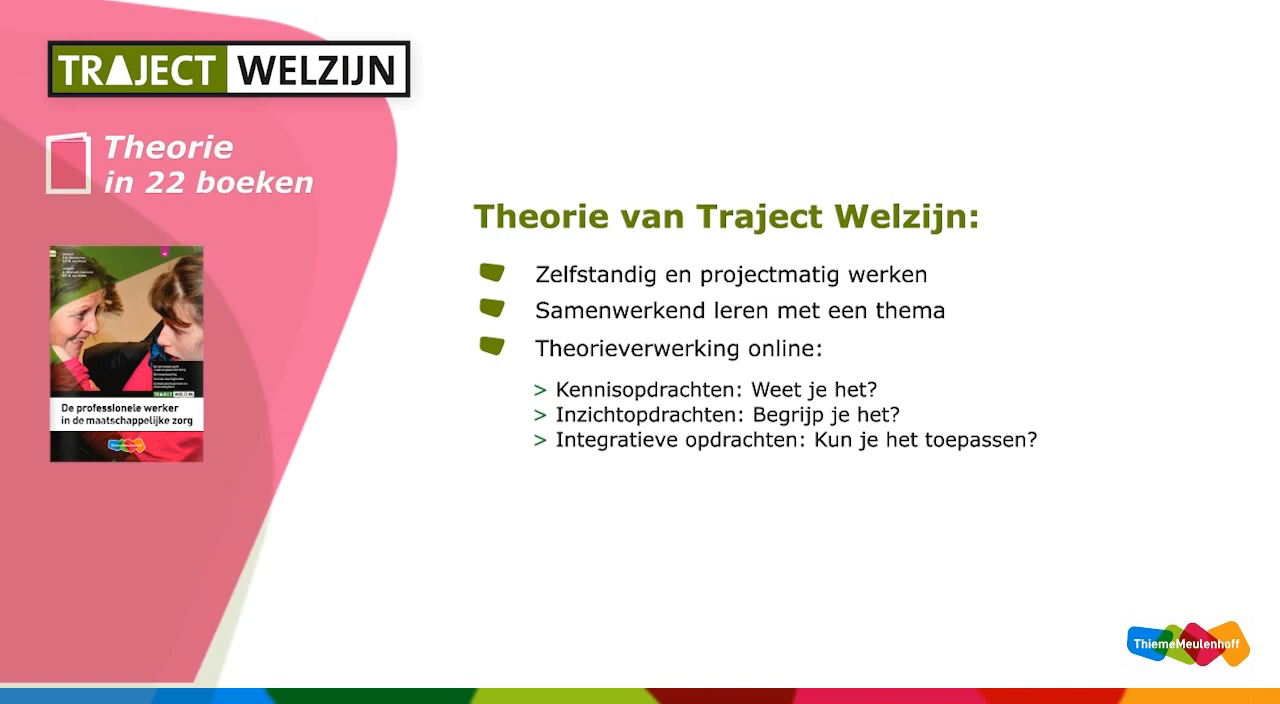 TRAJECT WELZIJN
Theorie
in 22 boeken
Theorie van Traject Welzijn:
Zelfstandig en projectmatig werken
Samenwerkend leren met een thema
Theorieverwerking online:
> Kennisopdrachten: Weet je het?
> Inzichtopdrachten: Begrijp je het?
> Integratieve opdrachten: Kun je het toepassen?
TRAJECT WELZIJN
De professionele werker
in de maatschappelijke zorg
ThiemeMeulenhoff